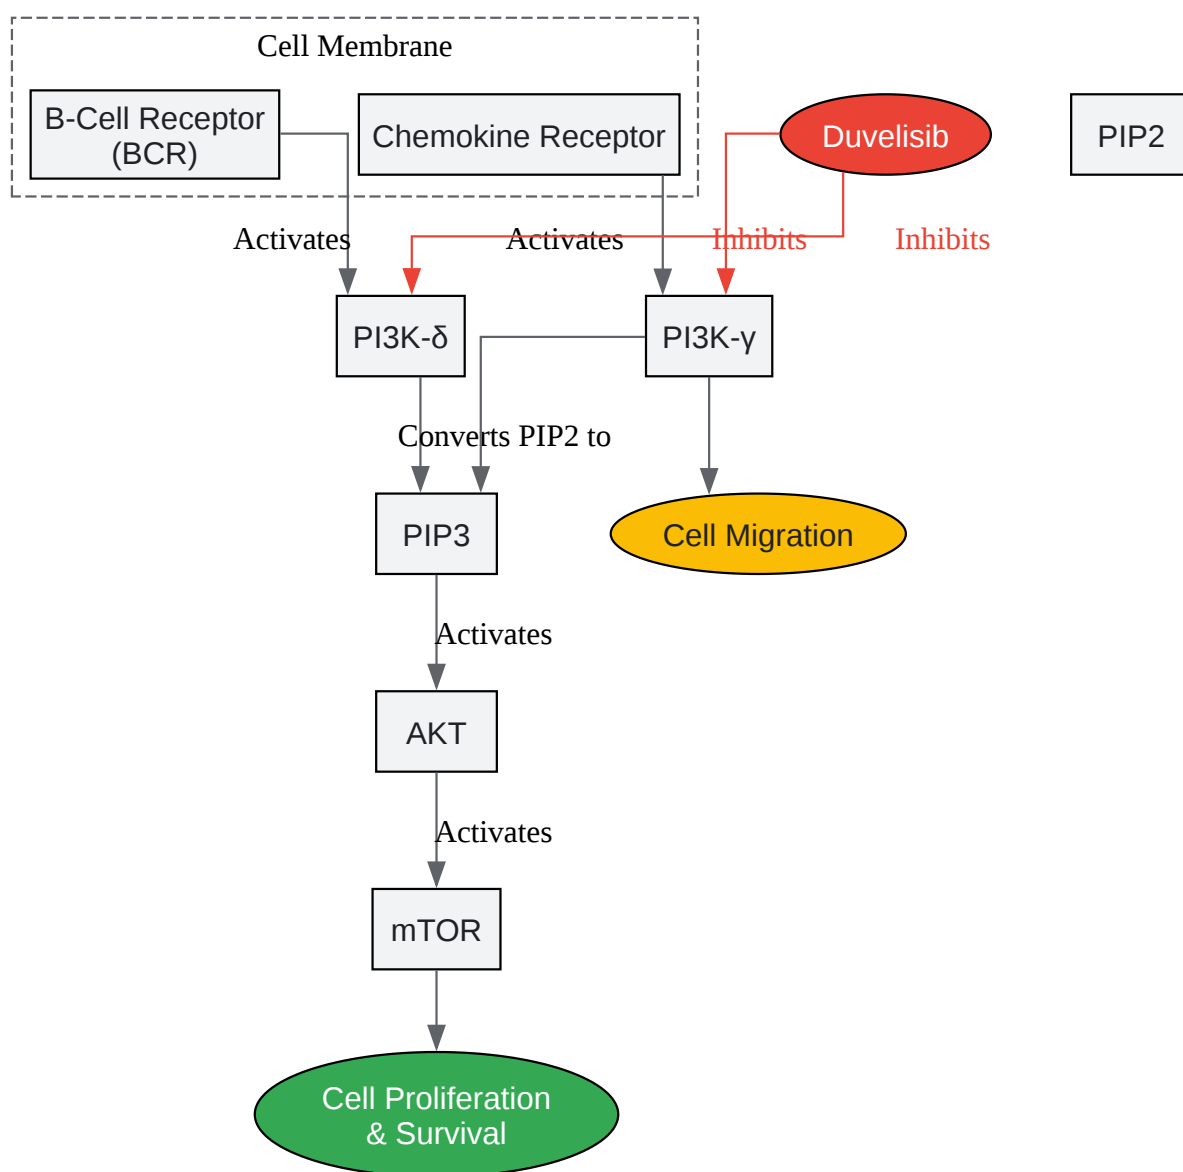 Cell Membrane
B-Cell Receptor
(BCR)
Chemokine Receptor
Duvelisib
PIP2
Activates
Activates
Inhibits
Inhibits
PI3K-δ
PI3K-γ
Converts PIP2 to
PIP3
Cell Migration
Activates
AKT
Activates
mTOR
Cell Proliferation
& Survival